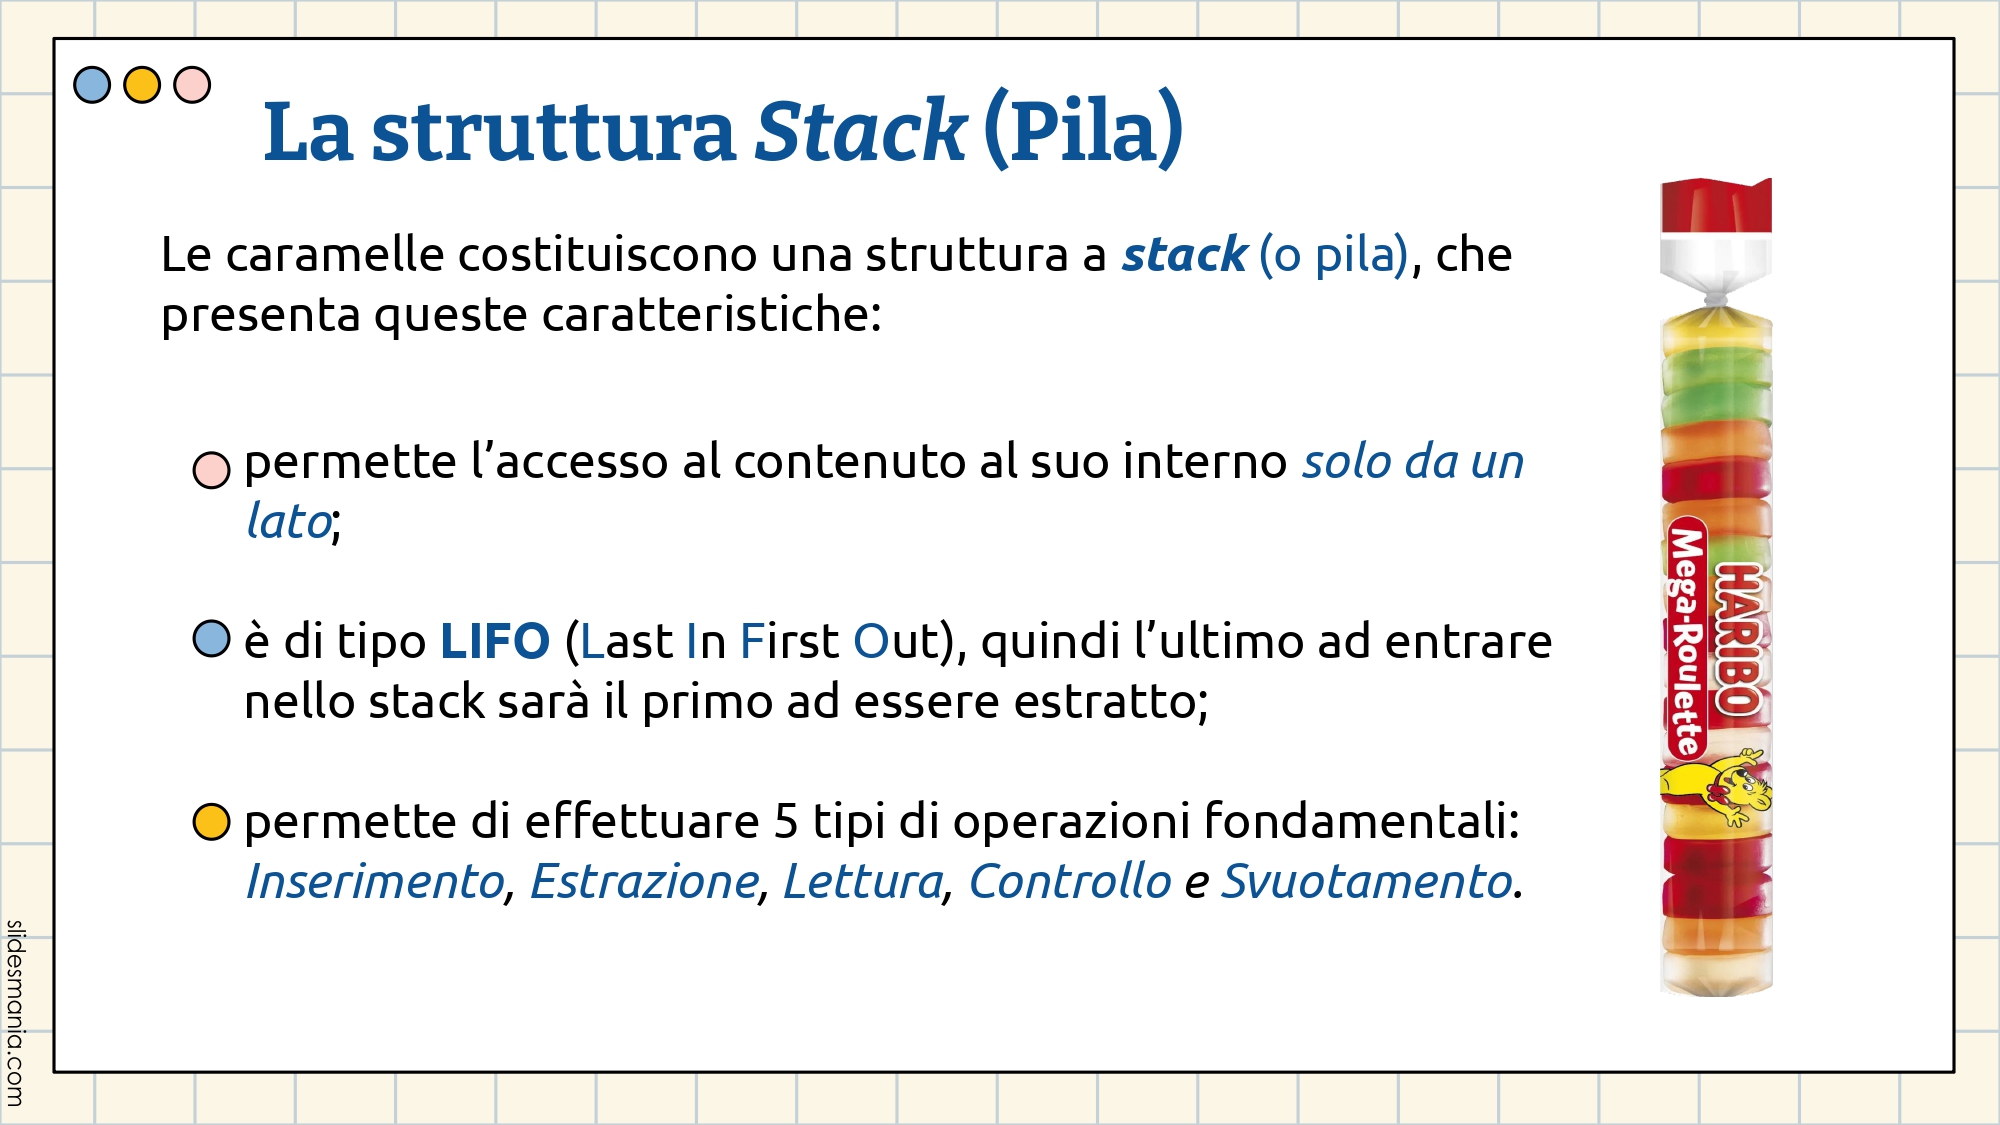 La struttura Stack (Pila)
Le caramelle costituiscono una struttura a stack (o pila), che
presenta queste caratteristiche:
permette l’accesso al contenuto al suo interno solo da un
lato;
è di tipo LIFO (Last In First Out), quindi l’ultimo ad entrare
nello stack sarà il primo ad essere estratto;
permette di effettuare 5 tipi di operazioni fondamentali:
Inserimento, Estrazione, Lettura, Controllo e Svuotamento.
HARIBO
Mega-Roulette
slidesmania.com